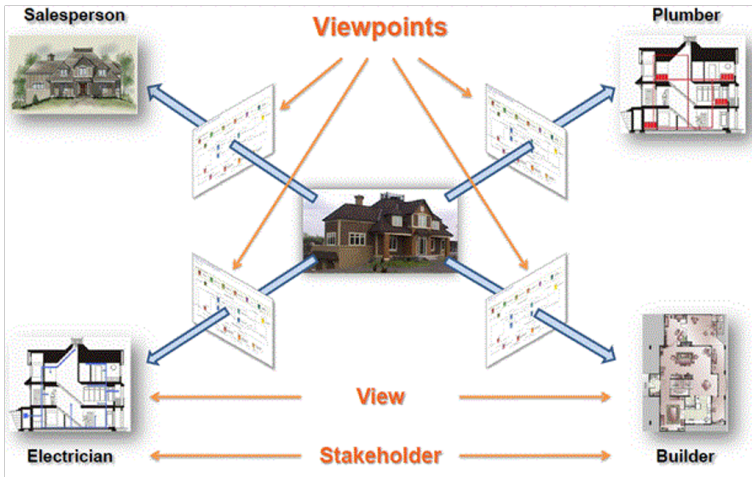 Salesperson
Viewpoints
Plumber
View
Electrician
Stakeholder
Builder